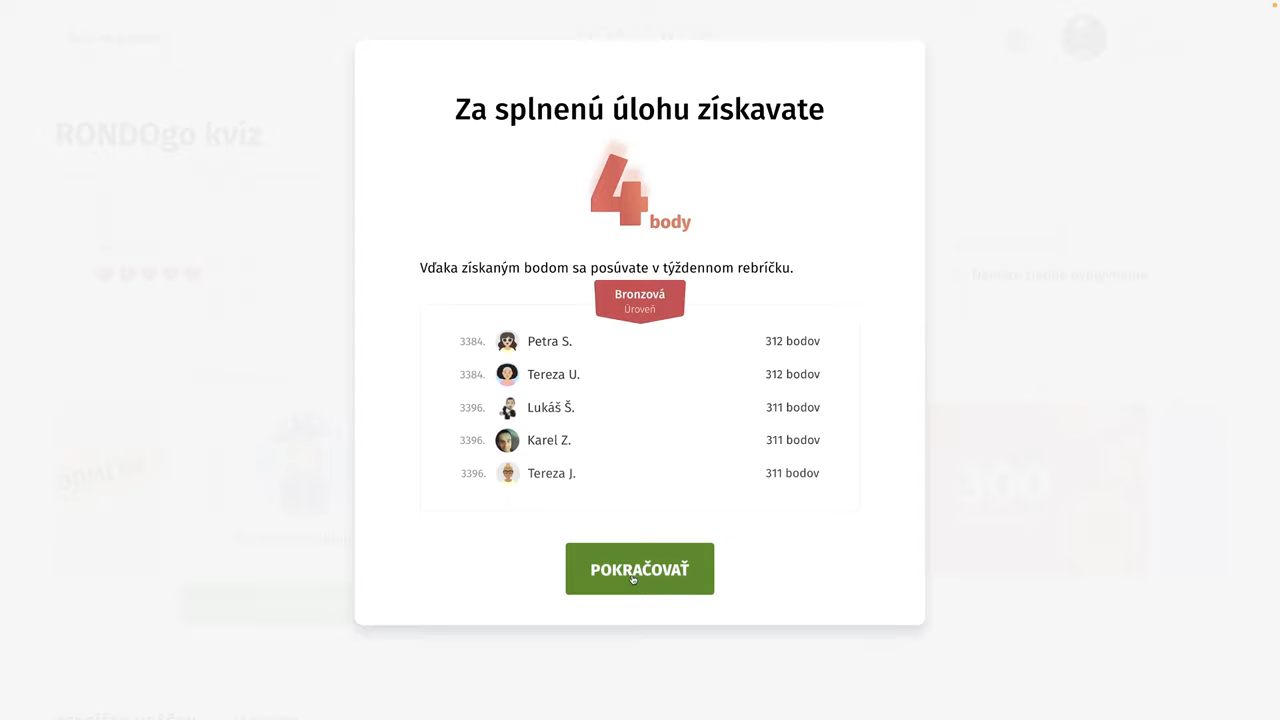 RONDOgo kvíz
Za splnenú úlohu získavate
4 body
Vďaka získaným bodom sa posúvate v týždennom rebríčku.
Bronzová
Úroveň
3384. Petra S. 312 bodov
3384. Tereza U. 312 bodov
3396. Lukáš Š. 311 bodov
3396. Karel Z. 311 bodov
3396. Tereza J. 311 bodov
300
POKRAČOVAŤ